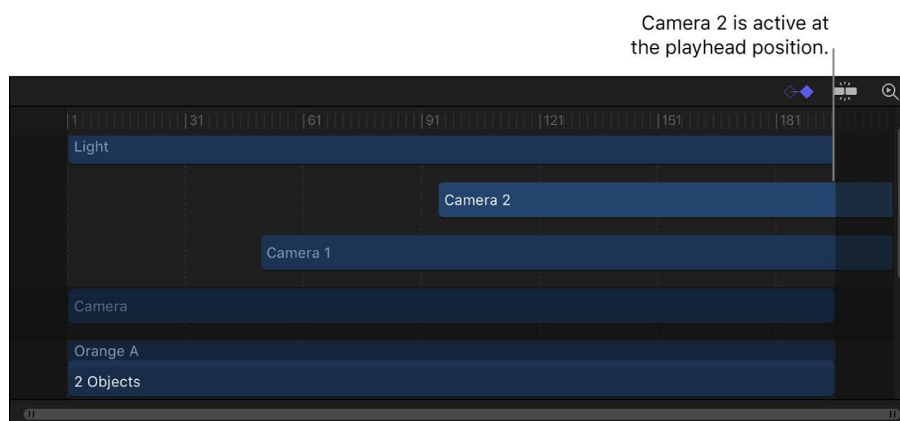 Camera 2 is active at
the playhead position.
1 31 61 91 121 151 181
Light
Camera 2
Camera 1
Camera
Orange A
2 Objects